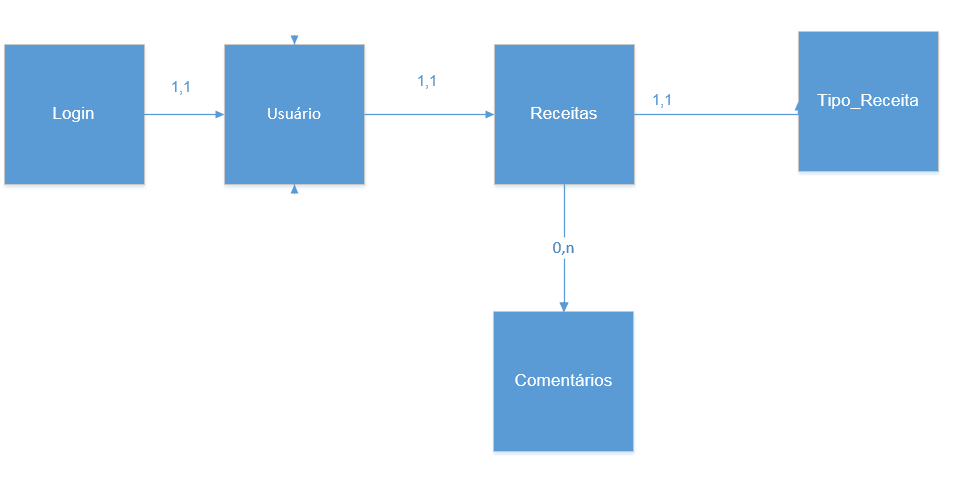 Login
1,1
Usuário
1,1
Receitas
1,1
Tipo_Receita
0,n
Comentários